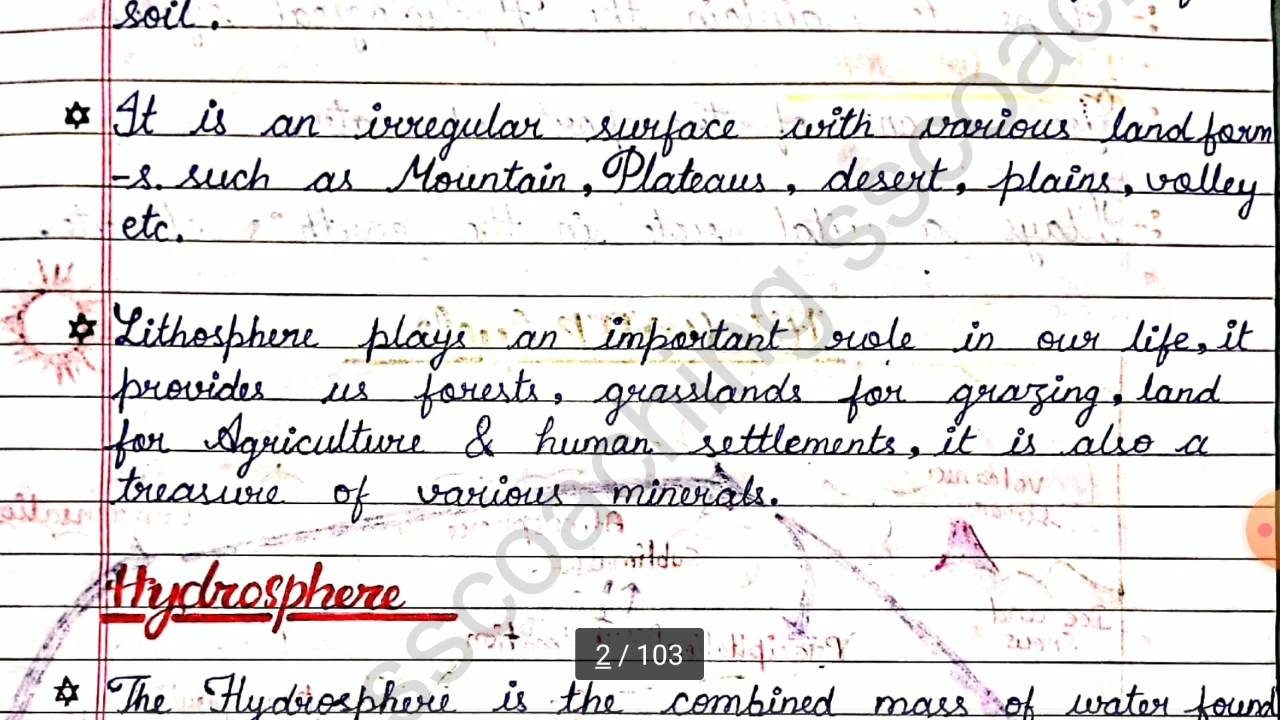 soil.
It is an irregular surface with various landform
-s. such as Mountain, Plateaus, desert, plains, valley
etc.
Lithosphere plays an important role in our life, it
provides us forests, grasslands for grazing, land
for Agriculture & human settlements, it is also a
treasure of various minerals.
Hydrosphere
2 / 103
The Hydrosphere is the combined mass of water found
sscoaching sscoach